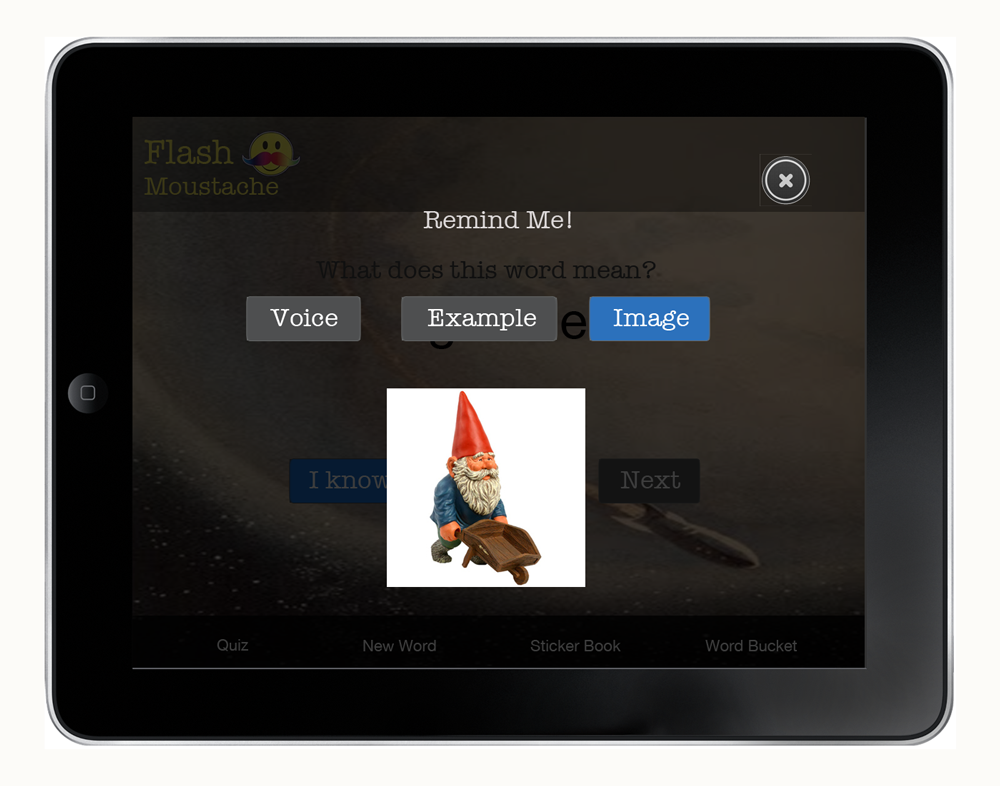 Flash
Moustache
Remind Me!
What does this word mean?
Voice
Example
Image
I know
Next
Quiz
New Word
Sticker Book
Word Bucket